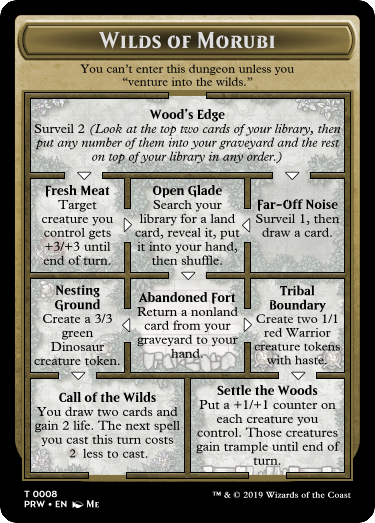 Wilds of Morubi
You can't enter this dungeon unless you
"venture into the wilds."
Wood's Edge
Surveil 2 (Look at the top two cards of your library, then
put any number of them into your graveyard and the rest
on top of your library in any order.)
Fresh Meat
Target
creature you
control gets
+3/+3 until
end of turn.
Open Glade
Search your
library for a land
card, reveal it, put
it into your hand,
then shuffle.
Far-Off Noise
Surveil 1, then
draw a card.
Nesting
Ground
Create a 3/3
green
Dinosaur
creature token.
Abandoned Fort
Return a nonland
card from your
graveyard to your
hand.
Tribal
Boundary
Create two 1/1
red Warrior
creature tokens
with haste.
Call of the Wilds
You draw two cards and
gain 2 life. The next spell
you cast this turn costs
2 less to cast.
Settle the Woods
Put a +1/+1 counter on
each creature you
control. Those creatures
gain trample until end of
turn.
T 0008
PRW • EN Me
™ & © 2019 Wizards of the Coast